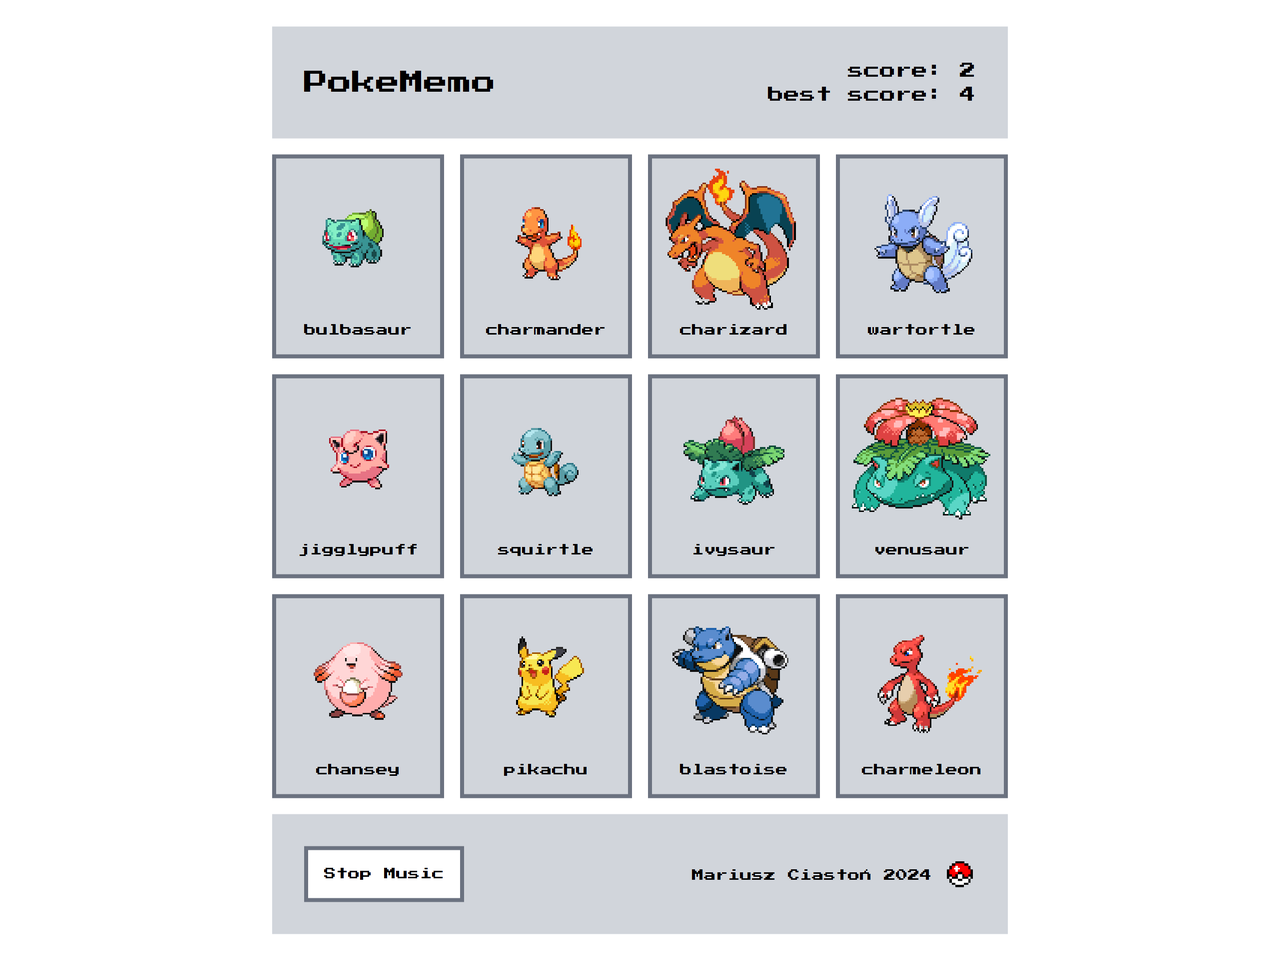 PokeMemo
score: 2
best score: 4
bulbasaur
charmander
charizard
wartortle
jigglypuff
squirtle
ivysaur
venusaur
chansey
pikachu
blastoise
charmeleon
Stop Music
Mariusz Ciastoń 2024